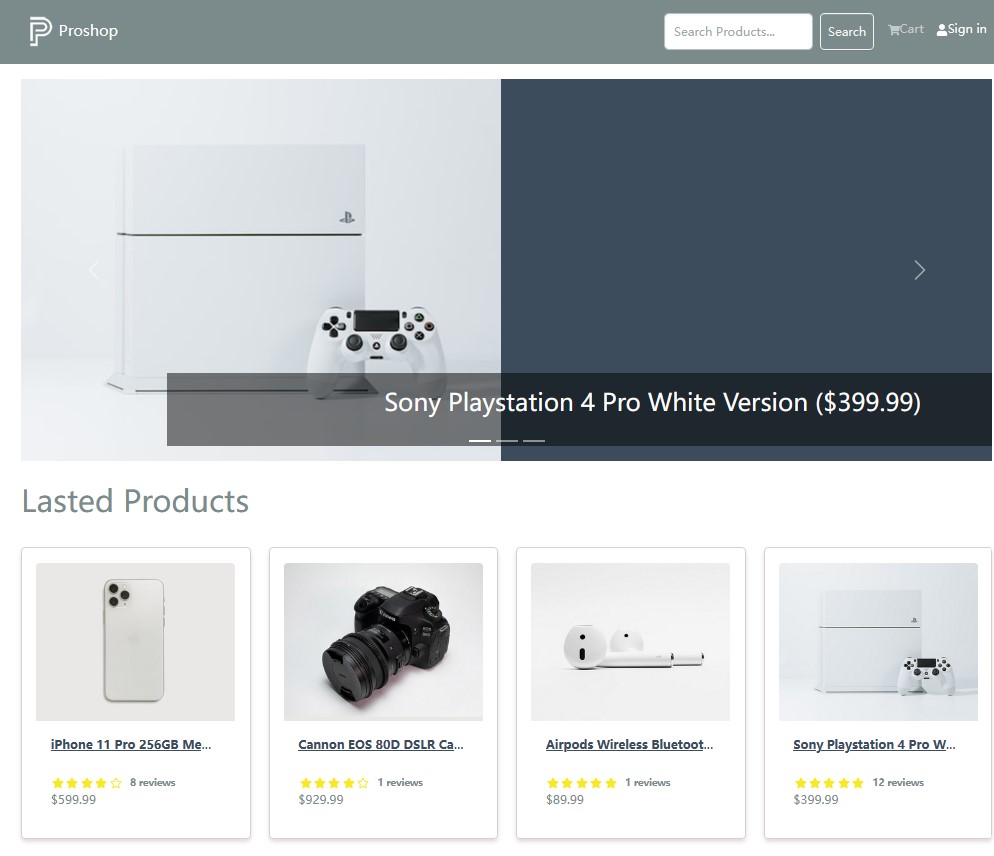 Proshop
Search Products...
Search
Cart
Sign in
Sony Playstation 4 Pro White Version ($399.99)
Lasted Products
iPhone 11 Pro 256GB Me...
8 reviews
$599.99
Cannon EOS 80D DSLR Ca...
1 reviews
$929.99
Airpods Wireless Bluetoot...
1 reviews
$89.99
Sony Playstation 4 Pro W...
12 reviews
$399.99